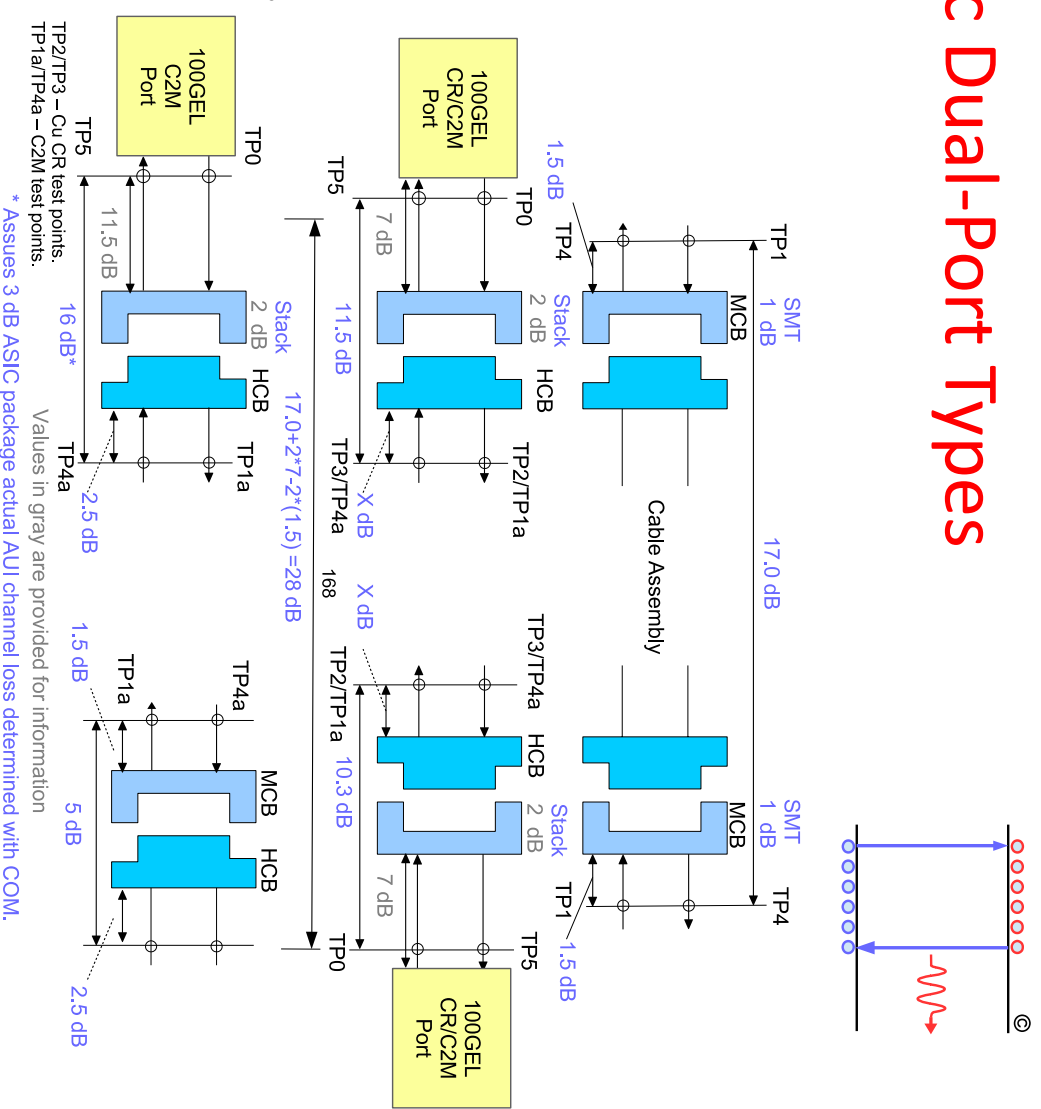 c Dual-Port Types
©
TP1
TP4
1.5 dB
SMT
1 dB
MCB
17.0 dB
Cable Assembly
SMT
1 dB
MCB
TP4
TP1
1.5 dB
100GEL
CR/C2M
Port
TP0
TP5
7 dB
11.5 dB
Stack
2 dB
HCB
TP2/TP1a
TP3/TP4a
X dB
TP3/TP4a
TP2/TP1a
X dB
HCB
10.3 dB
Stack
2 dB
7 dB
TP5
TP0
100GEL
CR/C2M
Port
17.0+2*7-2*(1.5) =28 dB
168
100GEL
C2M
Port
TP0
TP5
11.5 dB
16 dB*
Stack
2 dB
HCB
TP1a
TP4a
2.5 dB
TP4a
TP1a
1.5 dB
MCB
HCB
5 dB
2.5 dB
TP2/TP3 – Cu CR test points.
TP1a/TP4a – C2M test points.
Values in gray are provided for information
* Assues 3 dB ASIC package actual AUI channel loss determined with COM.